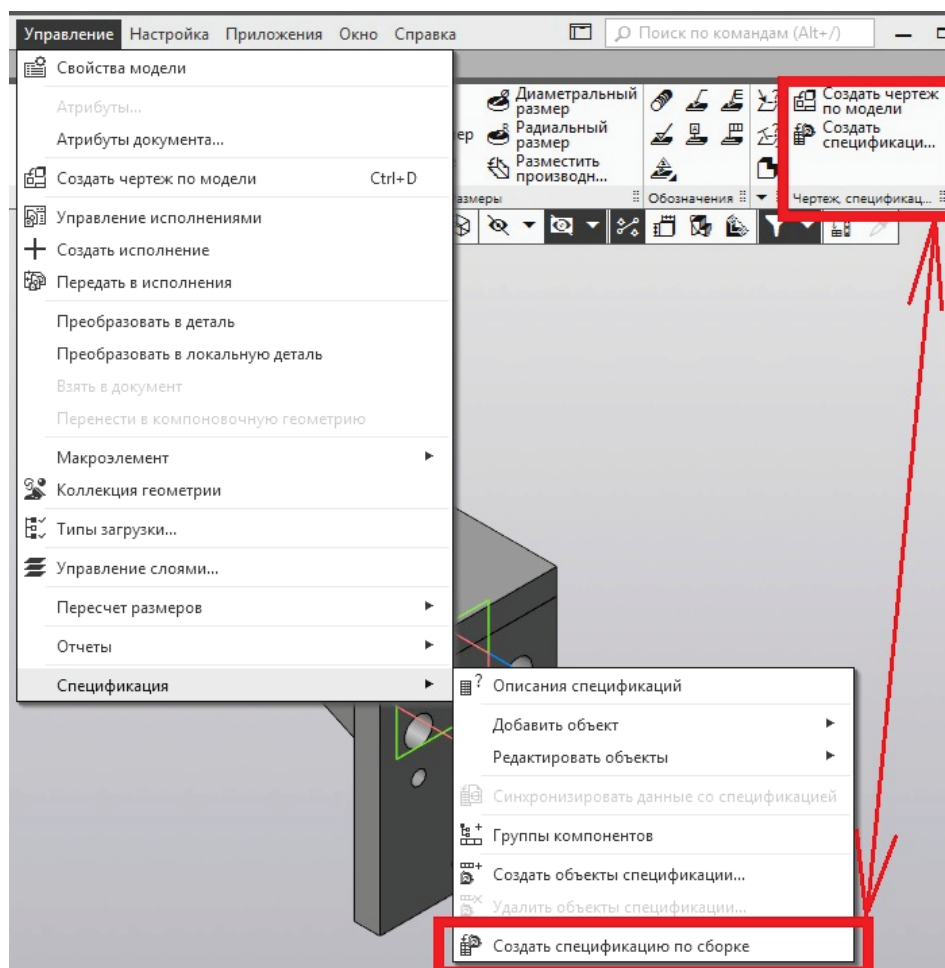 Управление Настройка Приложения Окно Справка
Поиск по командам (Alt+/)
Свойства модели
Атрибуты...
Атрибуты документа...
Создать чертеж по модели Ctrl+D
Управление исполнениями
Создать исполнение
Передать в исполнения
Преобразовать в деталь
Преобразовать в локальную деталь
Взять в документ
Перенести в компоновочную геометрию
Макроэлемент
Коллекция геометрии
Типы загрузки...
Управление слоями...
Пересчет размеров
Отчеты
Спецификация
Диаметральный
размер
ер
Радиальный
размер
Разместить
производн...
азмеры
Обозначения
Создать чертеж
по модели
Создать
спецификаци...
Чертеж, спецификац...
Описания спецификаций
Добавить объект
Редактировать объекты
Синхронизировать данные со спецификацией
Группы компонентов
Создать объекты спецификации...
Удалить объекты спецификации...
Создать спецификацию по сборке